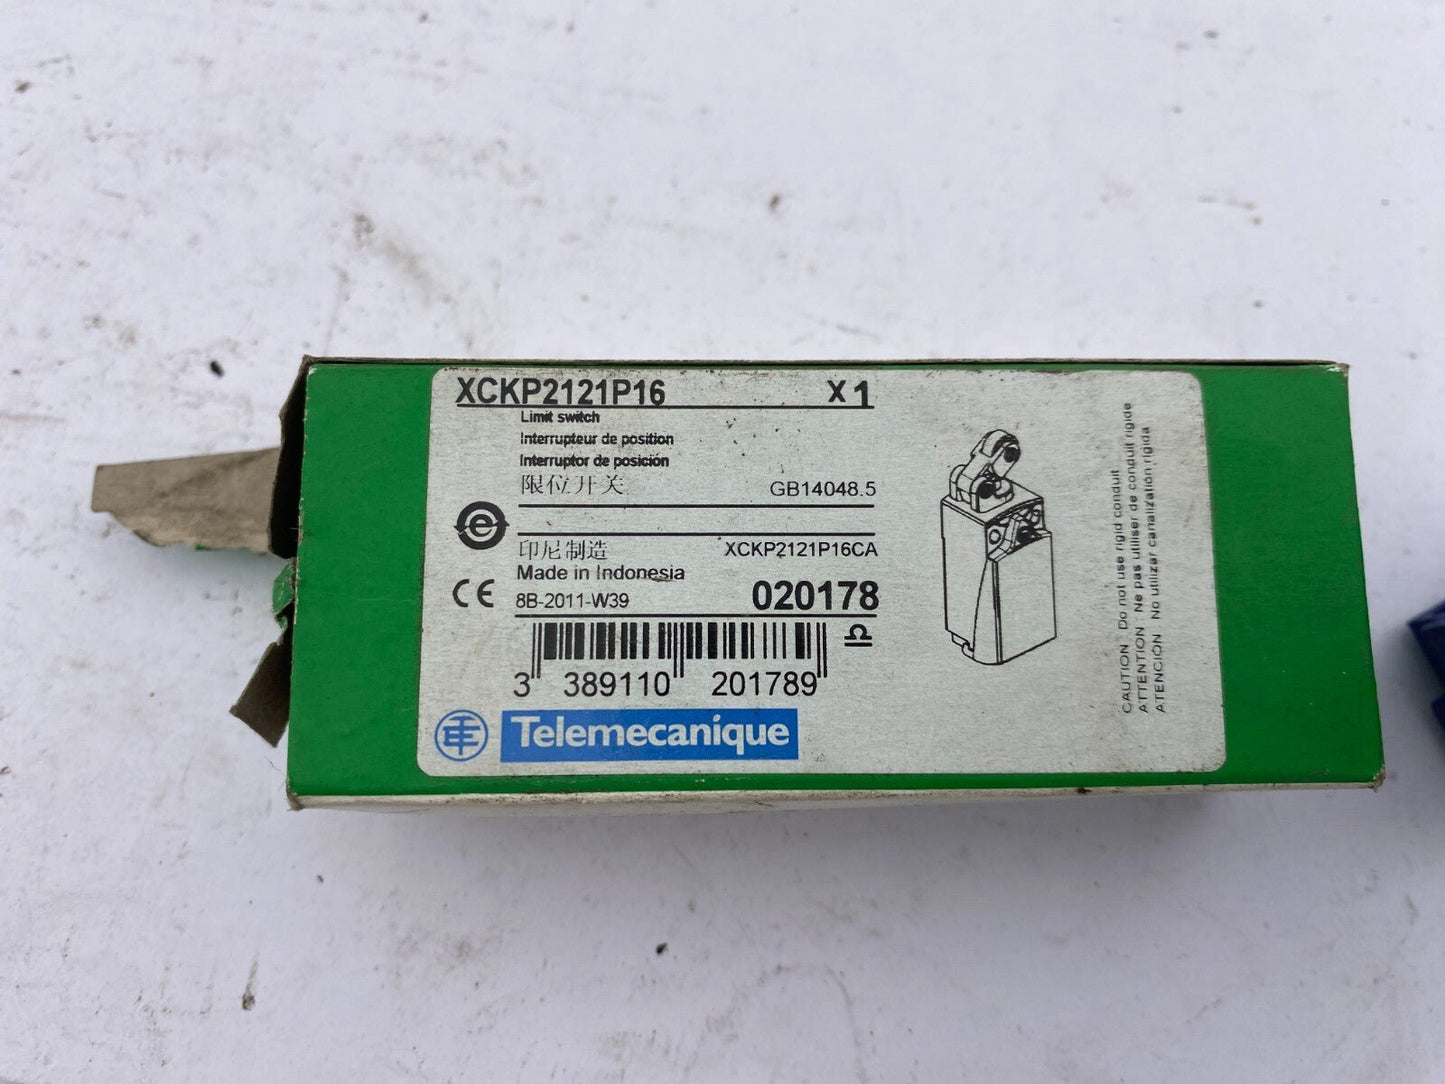 XCKP2121P16 X 1
Limit switch
Interrupteur de position
Interruptor de posición
限位开关 GB14048.5
印尼制造 XCKP2121P16CA
Made in Indonesia
CE 8B-2011-W39 020178
3 389110 201789
Telemecanique
CAUTION : Do not use rigid conduit
ATTENTION : Ne pas utiliser de conduit rigide
ATENCIÓN : No utilizar canalización rígida